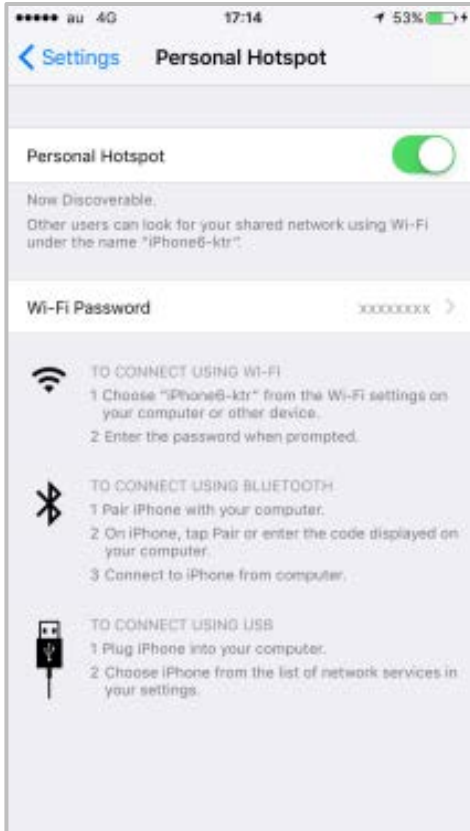 au 4G 17:14 53%
Settings Personal Hotspot
Personal Hotspot
Now Discoverable.
Other users can look for your shared network using Wi-Fi
under the name "iPhone6-ktr".
Wi-Fi Password xxxxxxxx
TO CONNECT USING WI-FI
1 Choose "iPhone6-ktr" from the Wi-Fi settings on
your computer or other device.
2 Enter the password when prompted.
TO CONNECT USING BLUETOOTH
1 Pair iPhone with your computer.
2 On iPhone, tap Pair or enter the code displayed on
your computer.
3 Connect to iPhone from computer.
TO CONNECT USING USB
1 Plug iPhone into your computer.
2 Choose iPhone from the list of network services in
your settings.